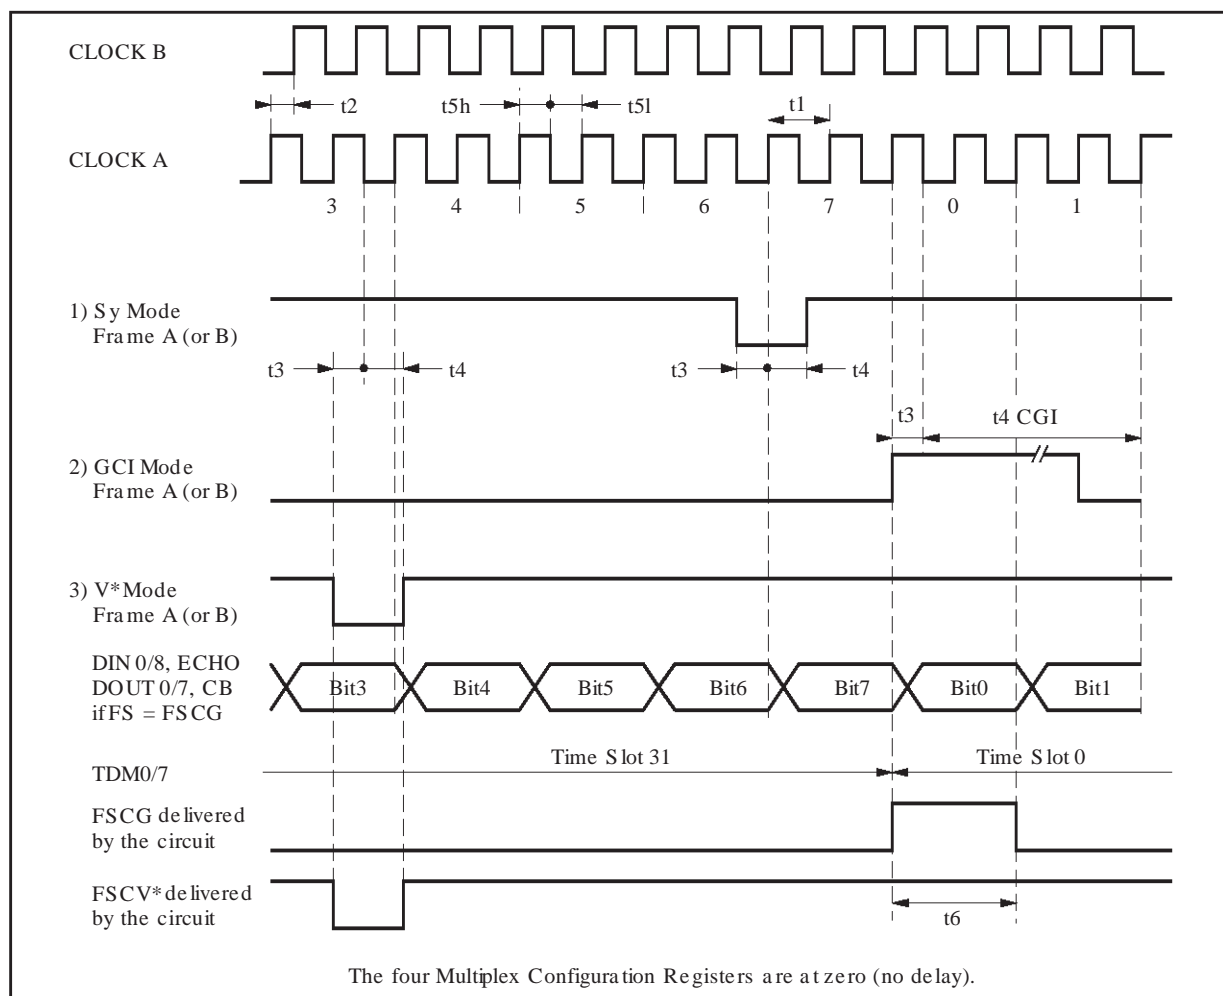 CLOCK B
t2
t5h
t5l
t1
CLOCK A
3 4 5 6 7 0 1
1) Sy Mode
Frame A (or B)
t3 t4 t3 t4
t3 t4 CGI
2) GCI Mode
Frame A (or B)
3) V* Mode
Frame A (or B)
DIN 0/8, ECHO
DOUT 0/7, CB
if FS = FSCG
Bit3 Bit4 Bit5 Bit6 Bit7 Bit0 Bit1
Time Slot 31 Time Slot 0
TDM0/7
FSCG delivered
by the circuit
FSCV* delivered
by the circuit
t6
The four Multiplex Configuration Registers are at zero (no delay).